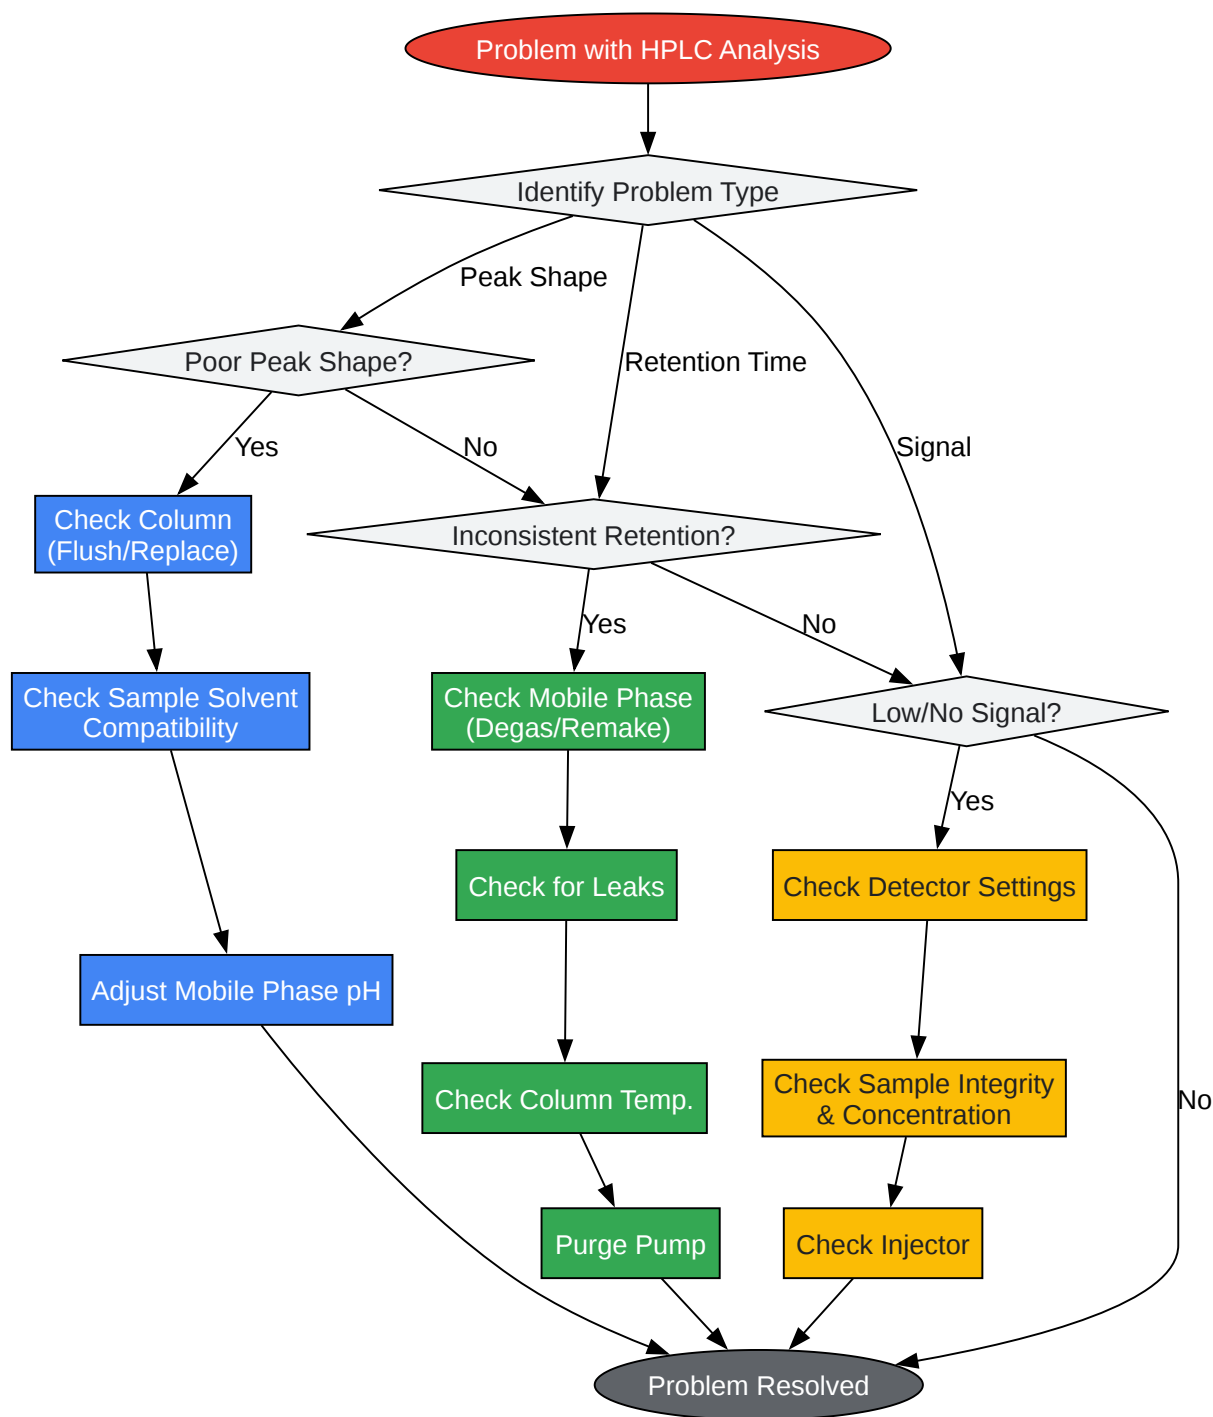 Problem with HPLC Analysis
Identify Problem Type
Peak Shape
Poor Peak Shape?
Retention Time
Yes
No
Signal
Check Column
(Flush/Replace)
Inconsistent Retention?
Yes
No
Check Sample Solvent
Compatibility
Check Mobile Phase
(Degas/Remake)
Low/No Signal?
Yes
Check for Leaks
Check Detector Settings
Adjust Mobile Phase pH
Check Column Temp.
Check Sample Integrity
& Concentration
No
Purge Pump
Check Injector
Problem Resolved